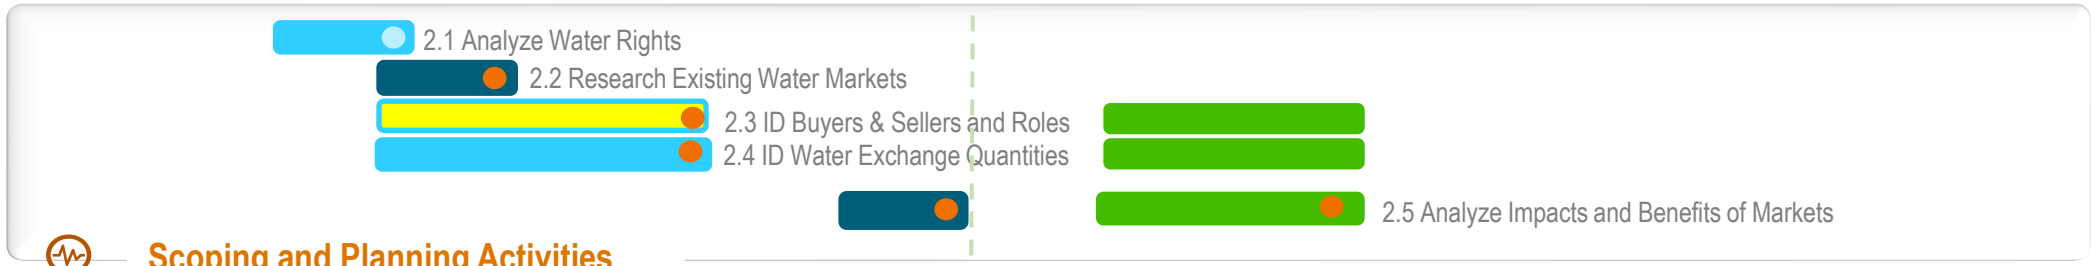 2.1 Analyze Water Rights
2.2 Research Existing Water Markets
2.3 ID Buyers & Sellers and Roles
2.4 ID Water Exchange Quantities
2.5 Analyze Impacts and Benefits of Markets
Scoping and Planning Activities